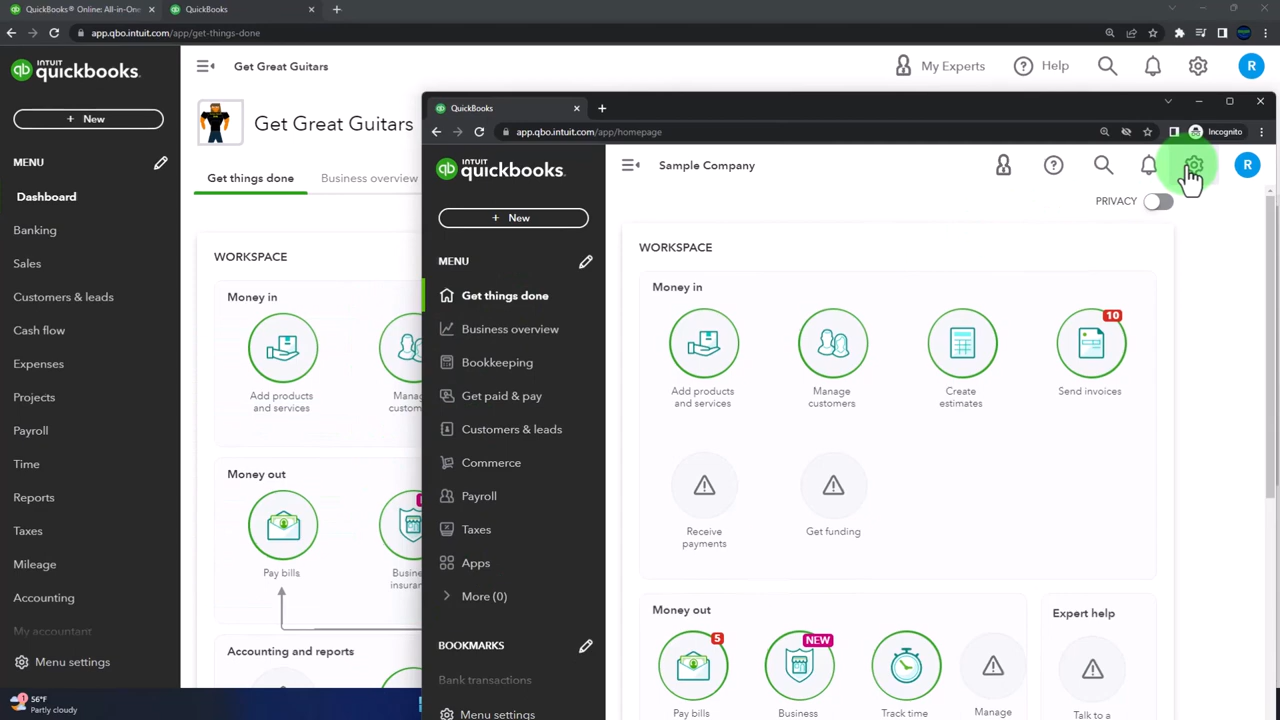 QuickBooks® Online: All-in-One
QuickBooks
app.qbo.intuit.com/app/get-things-done
INTUIT
quickbooks.
Get Great Guitars
My Experts
Help
R
+ New
Get Great Guitars
MENU
Get things done
Business overview
Dashboard
Banking
Sales
Customers & leads
Cash flow
Expenses
Projects
Payroll
Time
Reports
Taxes
Mileage
Accounting
My accountant
Menu settings
WORKSPACE
Money in
Add products
and services
Money out
Pay bills
Accounting and reports
1
56°F
Partly cloudy
QuickBooks
app.qbo.intuit.com/app/homepage
Incognito
INTUIT
quickbooks.
Sample Company
R
PRIVACY
+ New
MENU
Get things done
Business overview
Bookkeeping
Get paid & pay
Customers & leads
Commerce
Payroll
Taxes
Apps
More (0)
BOOKMARKS
Bank transactions
Menu settings
WORKSPACE
Money in
10
Add products
and services
Manage
customers
Create
estimates
Send invoices
Receive
payments
Get funding
Money out
5
NEW
Pay bills
Business
Track time
Manage
Expert help
Talk to a